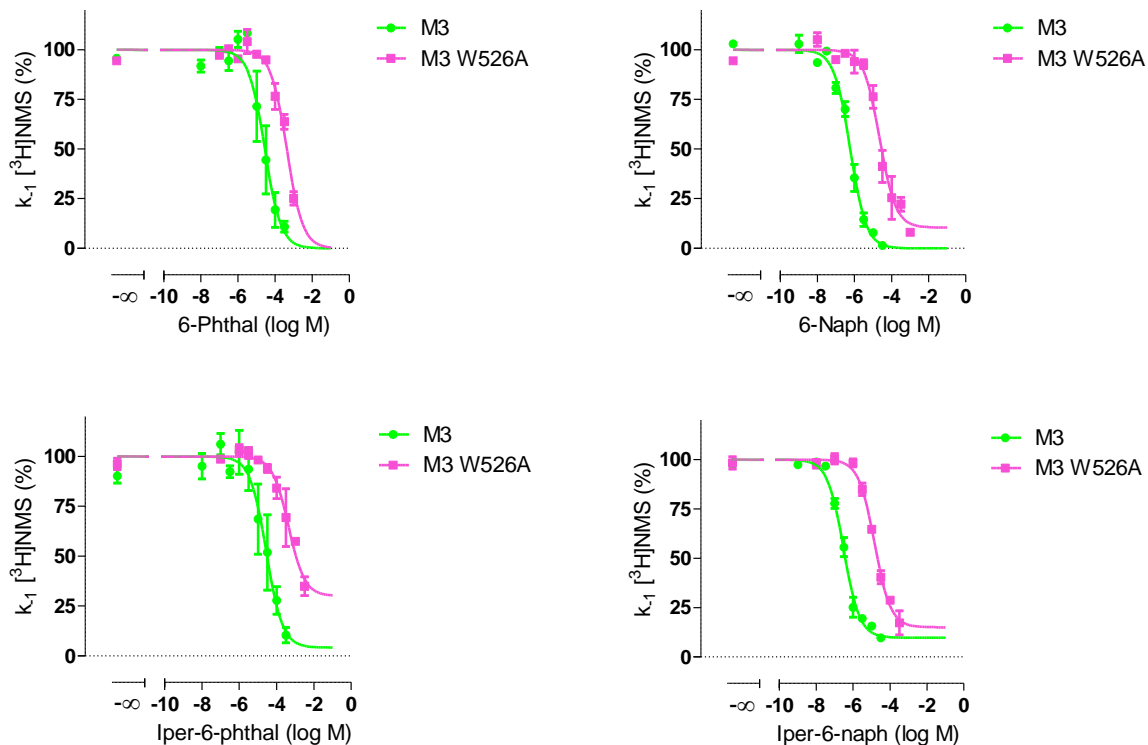 M3
M3 W526A
k-1 [³H]NMS (%)
100
75
50
25
0
-∞ -10 -8 -6 -4 -2 0
6-Phthal (log M)
M3
M3 W526A
k-1 [³H]NMS (%)
100
75
50
25
0
-∞ -10 -8 -6 -4 -2 0
6-Naph (log M)
M3
M3 W526A
k-1 [³H]NMS (%)
100
75
50
25
0
-∞ -10 -8 -6 -4 -2 0
Iper-6-phthal (log M)
M3
M3 W526A
k-1 [³H]NMS (%)
100
75
50
25
0
-∞ -10 -8 -6 -4 -2 0
Iper-6-naph (log M)